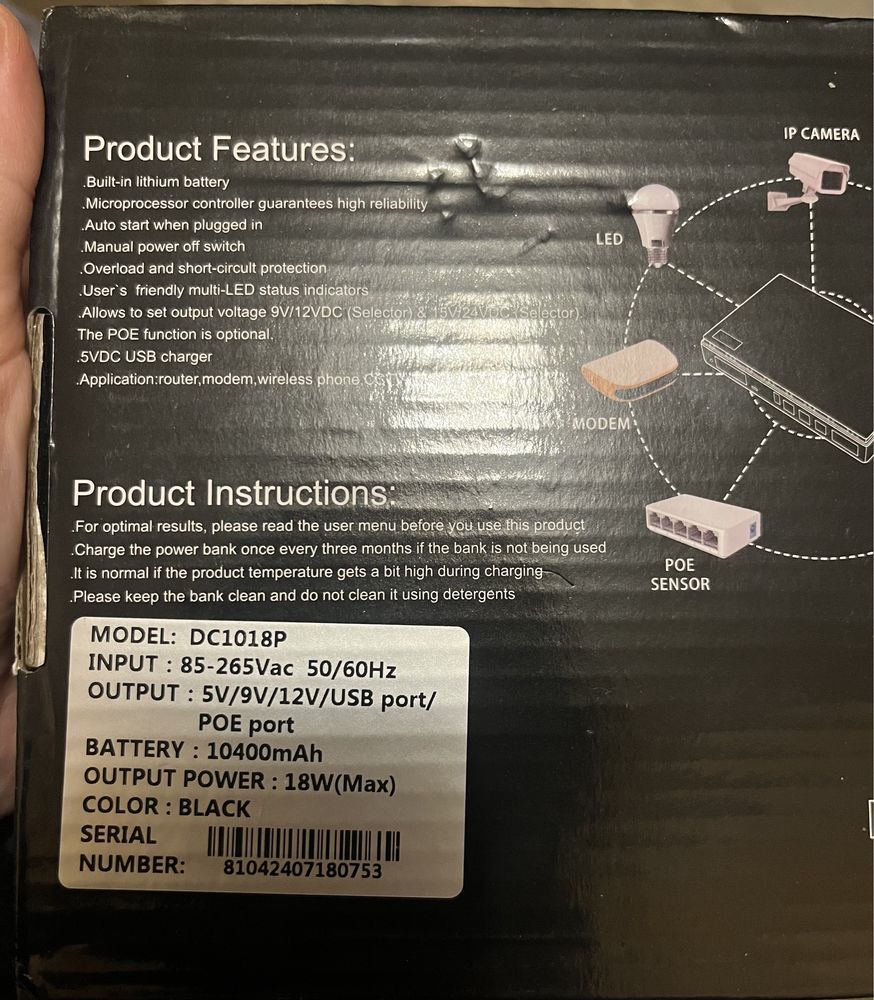 Product Features:
.Built-in lithium battery
.Microprocessor controller guarantees high reliability
.Auto start when plugged in
.Manual power off switch
.Overload and short-circult protection
.User`s friendly multi-LED status indicators
.Allows to set output voltage 9V/12VDC (Selector) & 15V/24VDC (Selector).
The POE function is optional.
.5VDC USB charger
.Application:router,modem,wireless phone,CCTV
IP CAMERA
LED
MODEM
POE
SENSOR
Product Instructions:
.For optimal results, please read the user menu before you use this product
.Charge the power bank once every three months if the bank is not being used
.It is normal if the product temperature gets a bit high during charging
.Please keep the bank clean and do not clean it using detergents
MODEL: DC1018P
INPUT : 85-265Vac 50/60Hz
OUTPUT : 5V/9V/12V/USB port/
POE port
BATTERY : 10400mAh
OUTPUT POWER : 18W(Max)
COLOR : BLACK
SERIAL
NUMBER: 81042407180753